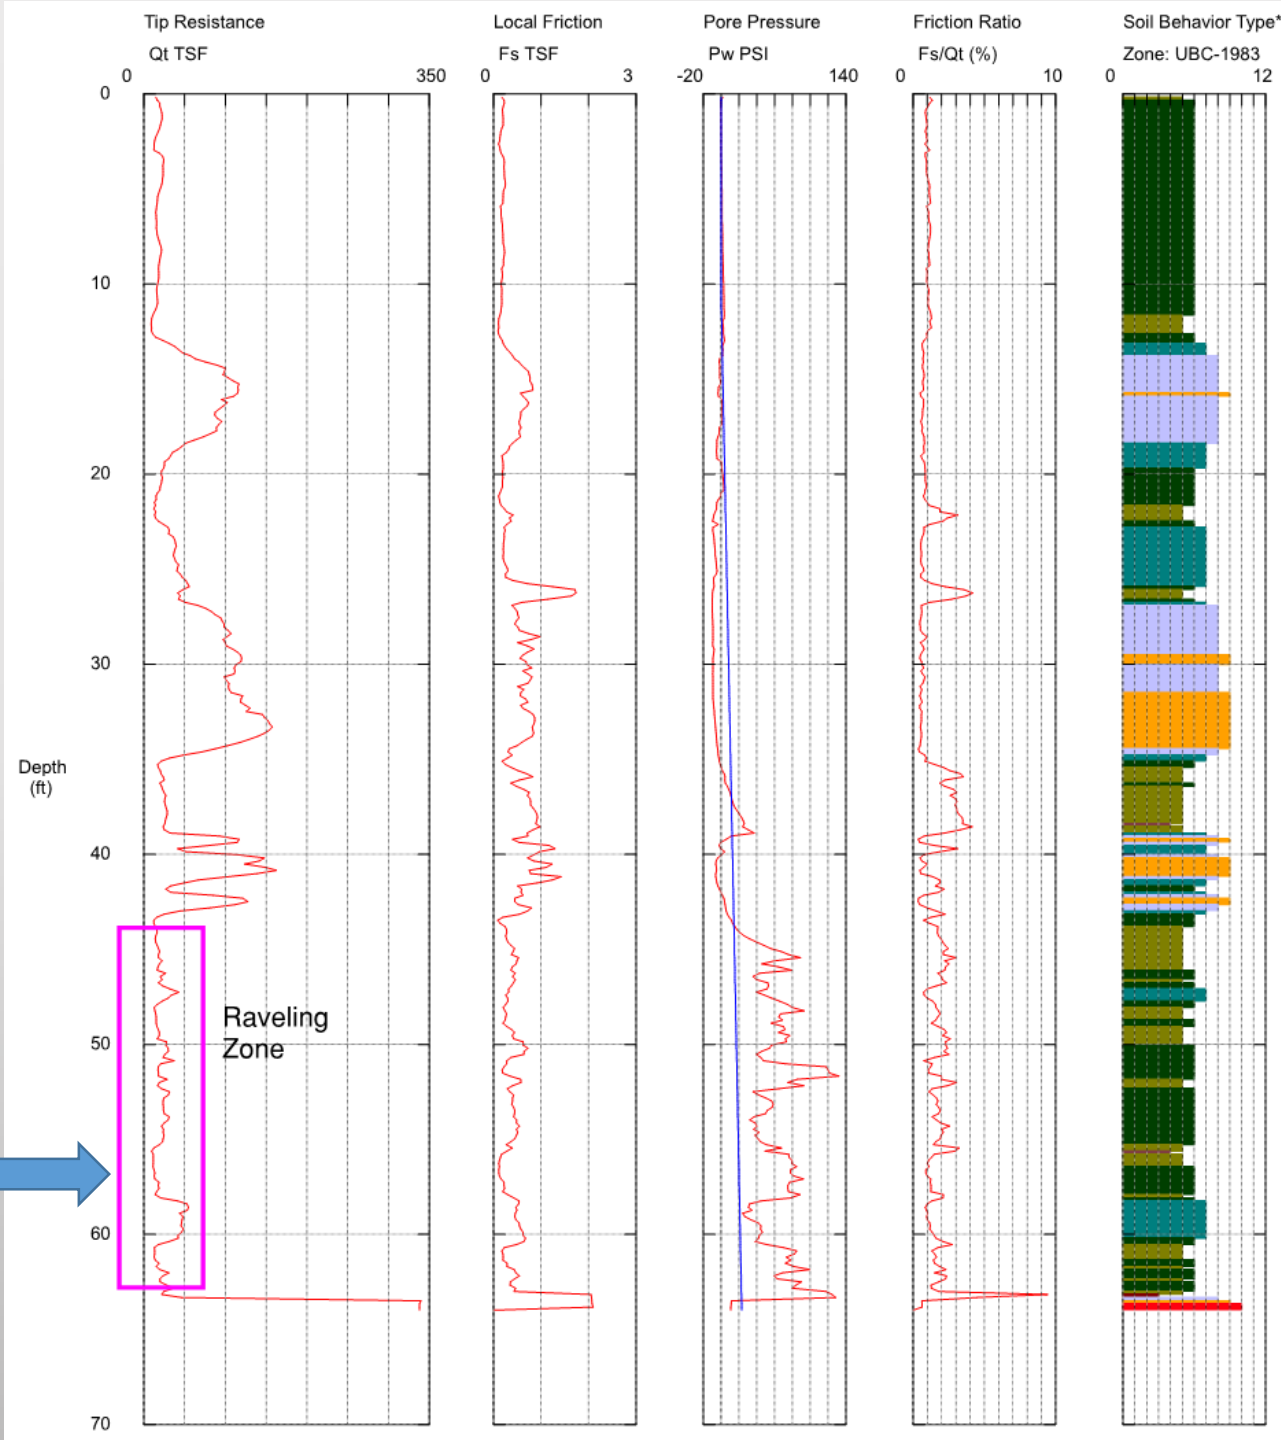 Tip Resistance Local Friction Pore Pressure Friction Ratio Soil Behavior Type*
Qt TSF Fs TSF Pw PSI Fs/Qt (%) Zone: UBC-1983
0 350 0 3 -20 140 0 10 0 12
0
10
20
30
Depth
(ft)
40
Raveling
Zone
50
60
70